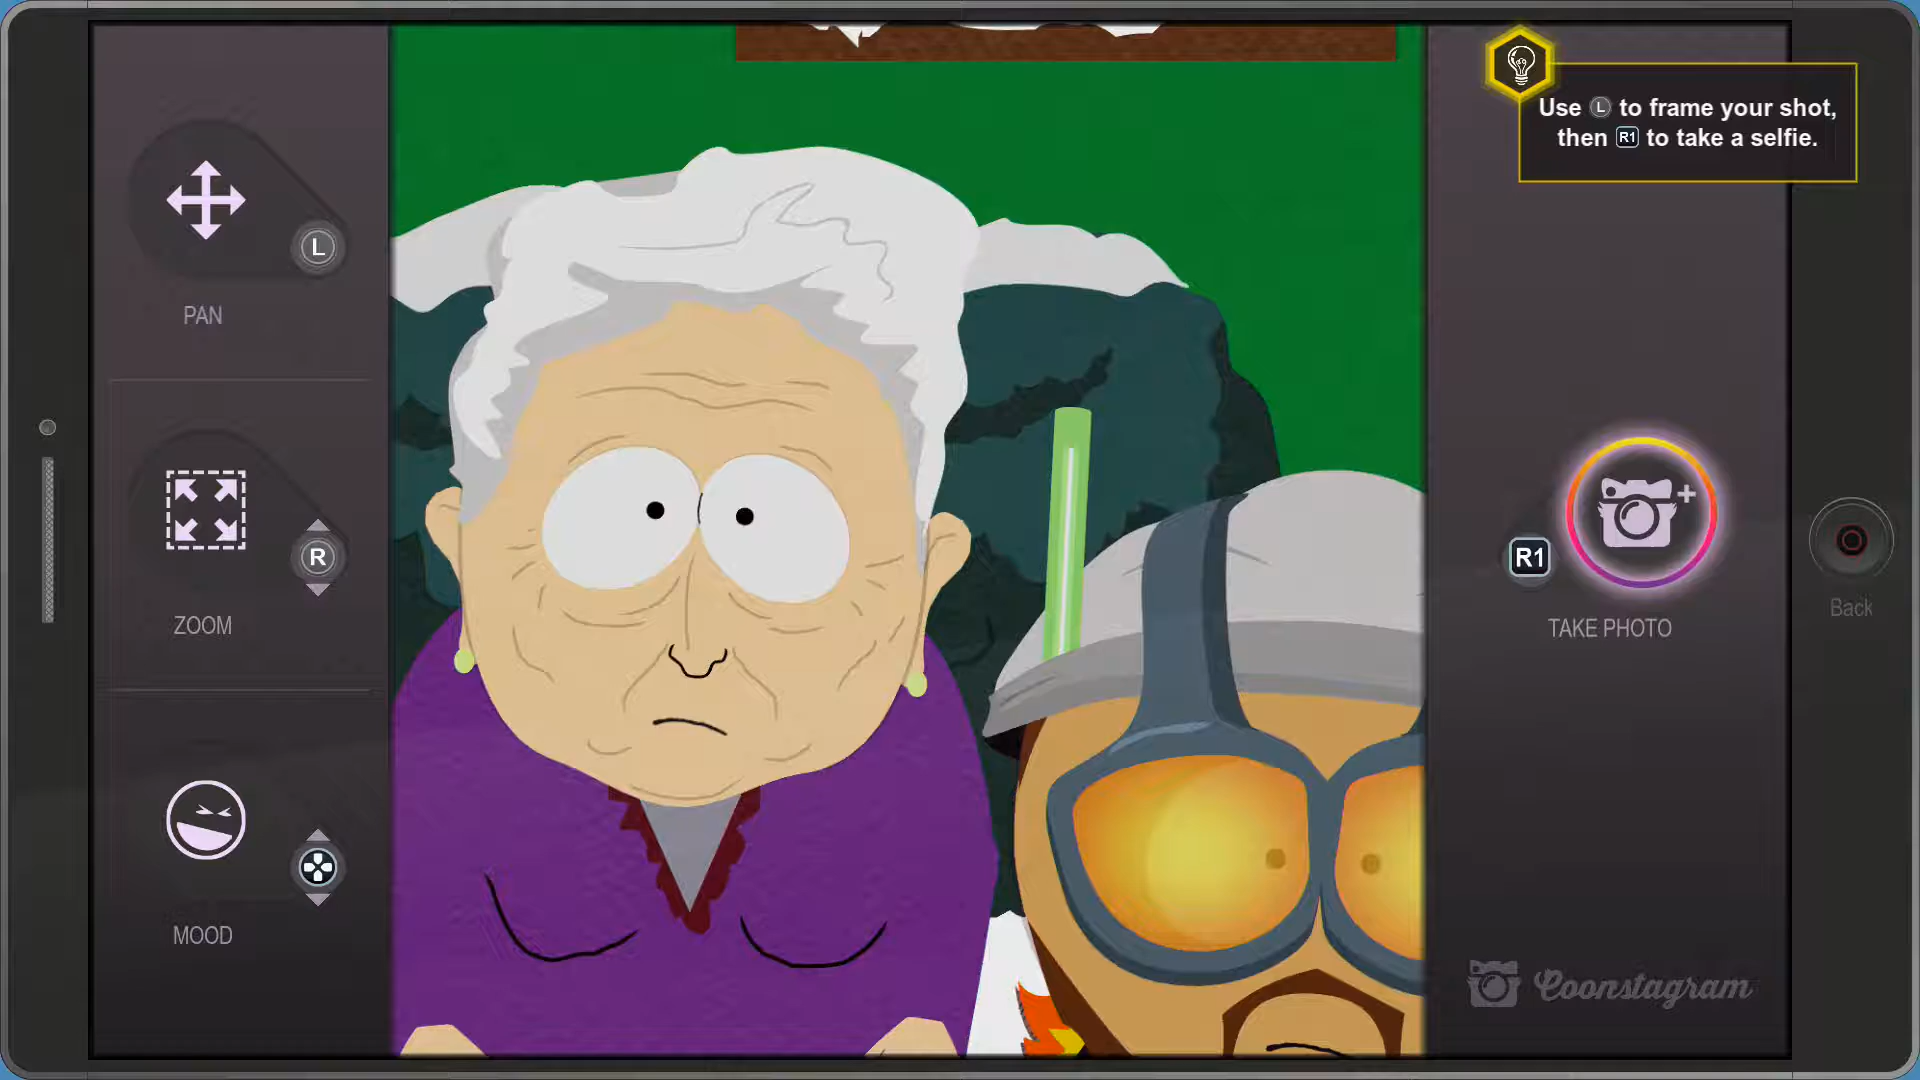 Use L to frame your shot,
then R1 to take a selfie.
L
PAN
R
ZOOM
MOOD
R1
TAKE PHOTO
Back
Coonstagram